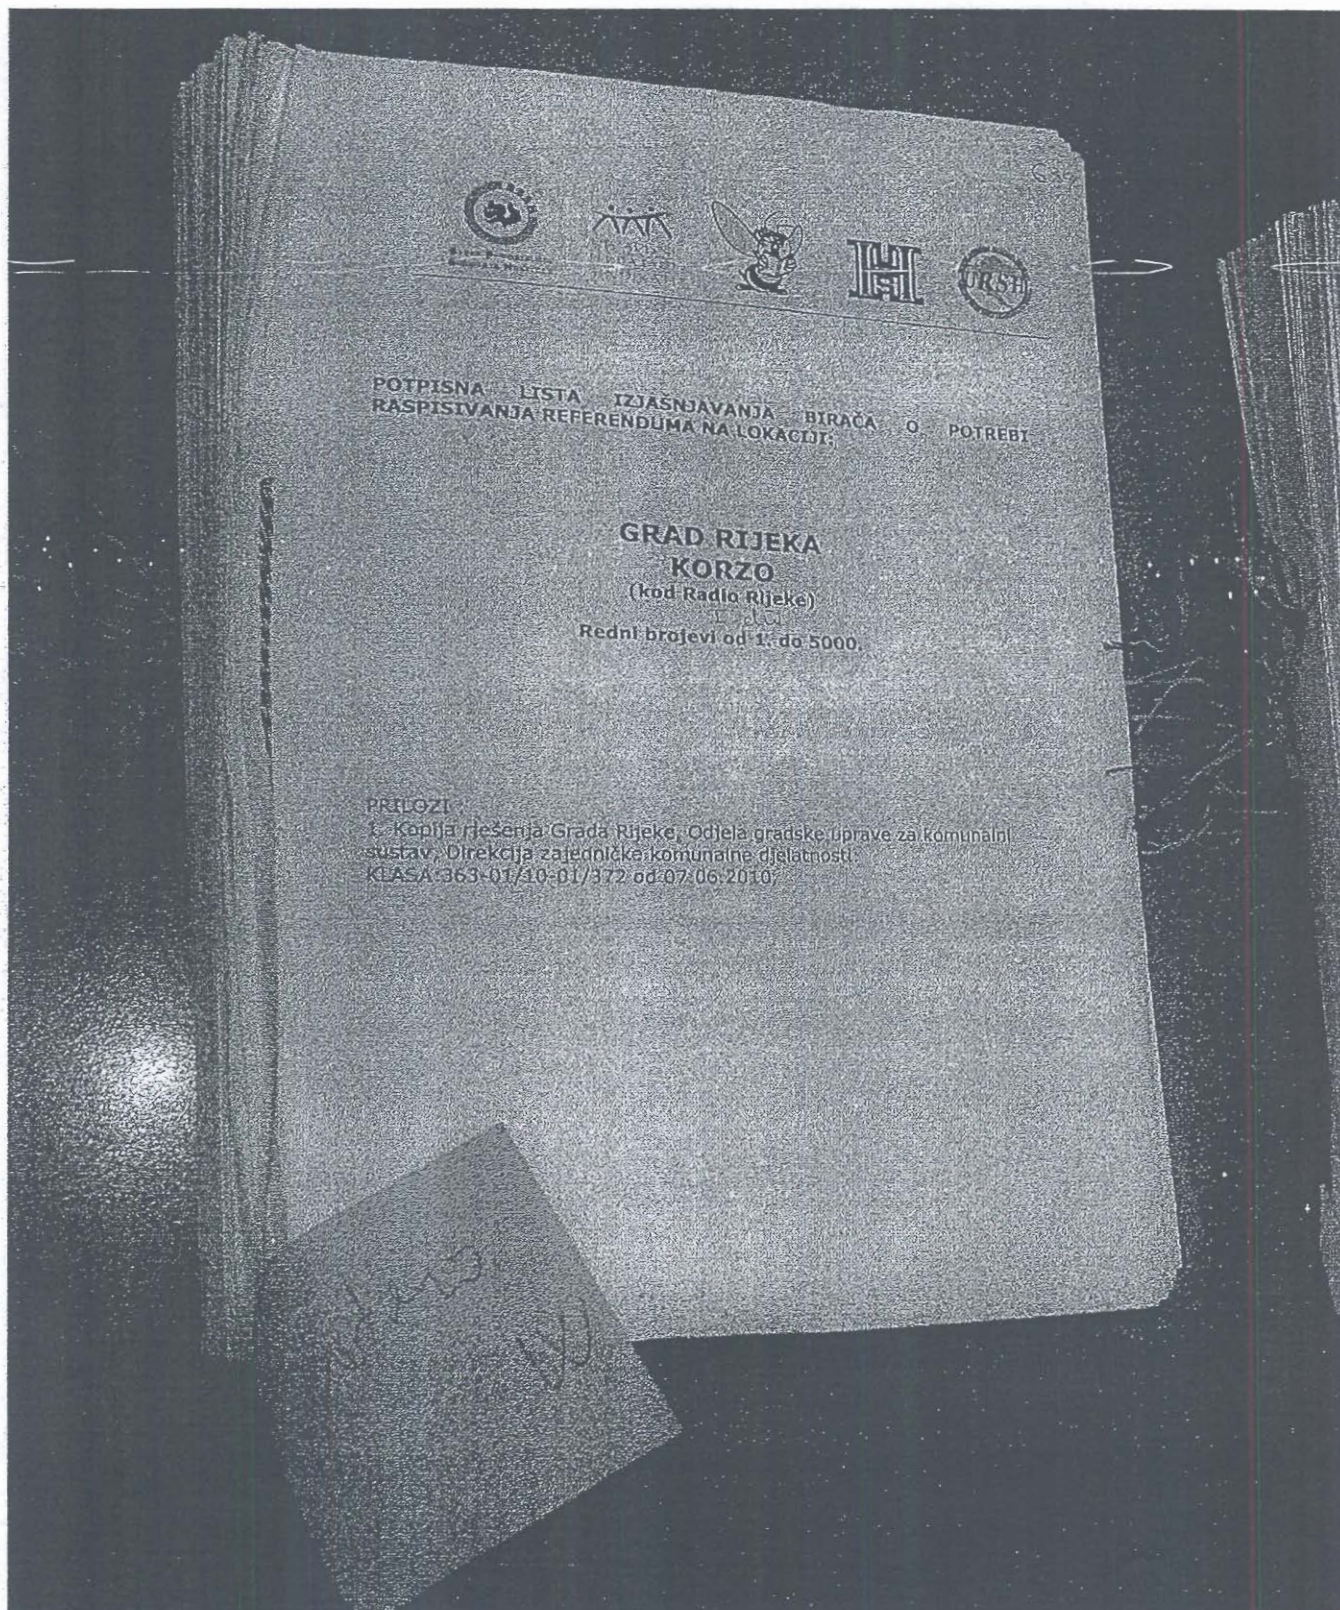 URSH
POTPISNA LISTA IZJAŠNJAVANJA BIRAČA O POTREBI
RASPISIVANJA REFERENDUMA NA LOKACIJI:
GRAD RIJEKA
KORZO
(kod Radio Rijeke)
Redni brojevi od 1. do 5000.
PRILOZI:
1. Kopija rješenja Grada Rijeke, Odjela gradske uprave za komunalni
sustav, Direkcija zajedničke komunalne djelatnosti:
KLASA:363-01/10-01/372 od 07.06.2010.